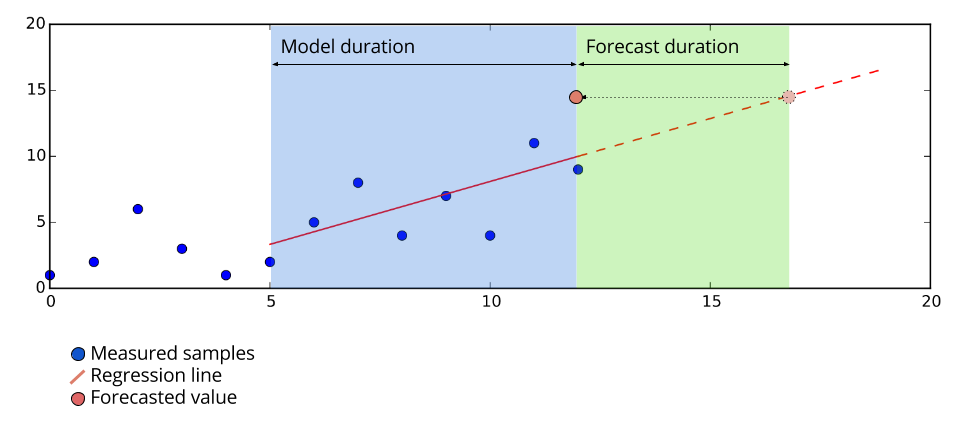 20
Model duration
Forecast duration
15
10
5
0
0
5
10
15
20
Measured samples
Regression line
Forecasted value